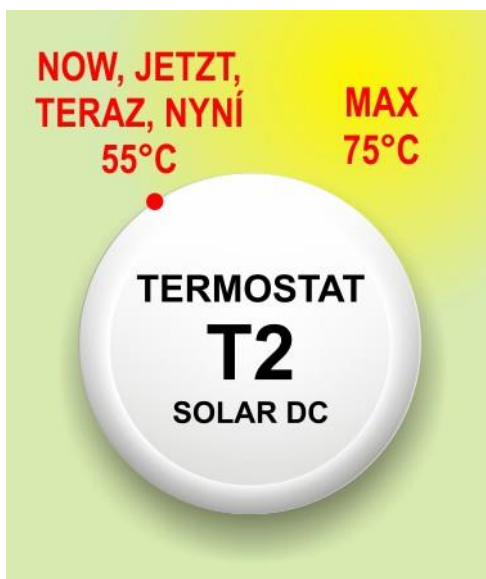 NOW, JETZT,
TERAZ, NYNÍ
55°C
MAX
75°C
TERMOSTAT
T2
SOLAR DC